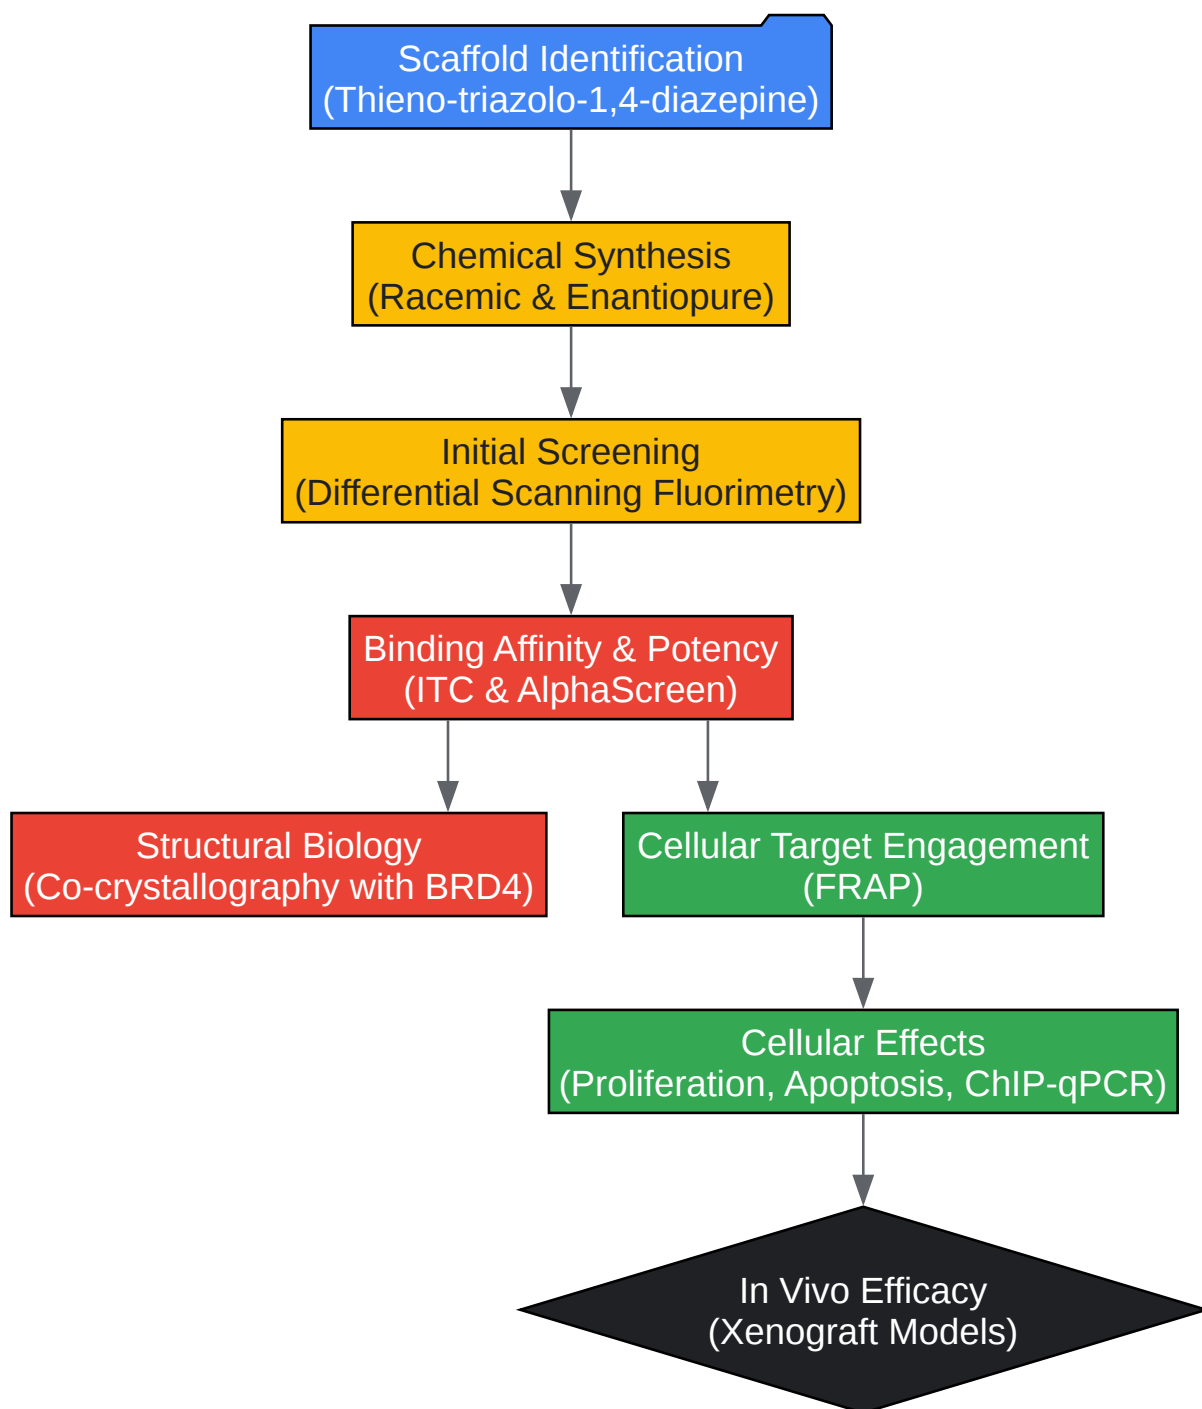 Scaffold Identification
(Thieno-triazolo-1,4-diazepine)
Chemical Synthesis
(Racemic & Enantiopure)
Initial Screening
(Differential Scanning Fluorimetry)
Binding Affinity & Potency
(ITC & AlphaScreen)
Structural Biology
(Co-crystallography with BRD4)
Cellular Target Engagement
(FRAP)
Cellular Effects
(Proliferation, Apoptosis, ChIP-qPCR)
In Vivo Efficacy
(Xenograft Models)